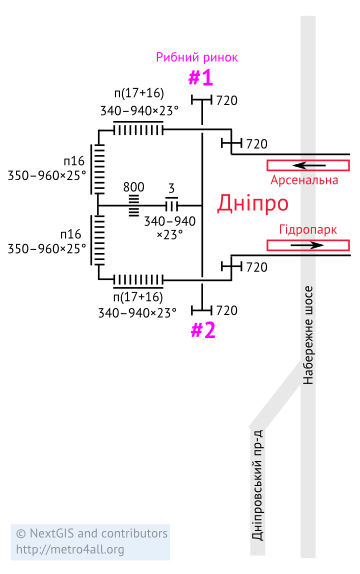 Рибний ринок
#1
п(17+16)
340–940×23°
720
720
п16
350–960×25°
Арсенальна
800
3
Дніпро
340–940
×23°
п16
350–960×25°
Гідропарк
720
п(17+16)
340–940×23°
720
#2
Набережне шосе
Дніпровський пр-д
© NextGIS and contributors
http://metro4all.org